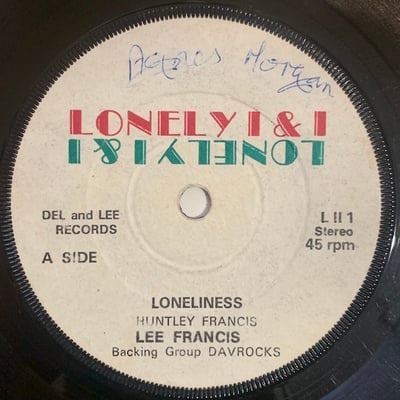 Agnes Morgan
LONELY I & I
LONELY I & I
DEL and LEE
RECORDS
L II 1
Stereo
45 rpm
A SIDE
LONELINESS
HUNTLEY FRANCIS
LEE FRANCIS
Backing Group DAVROCKS